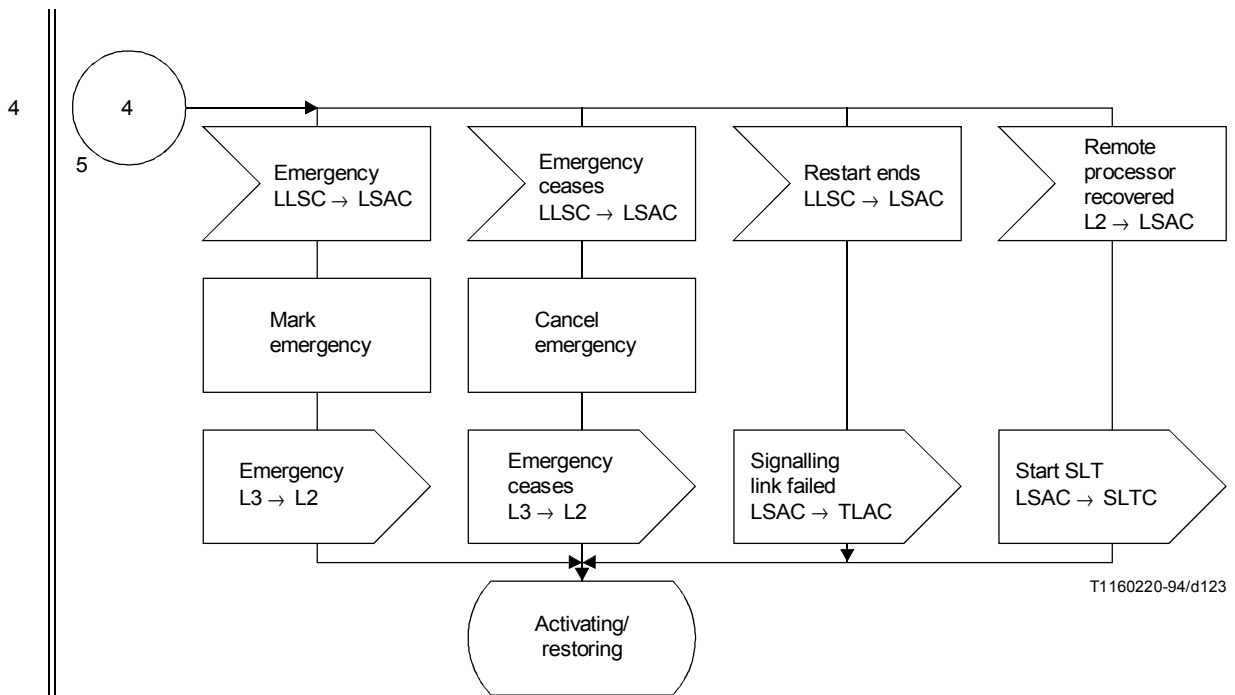 4
4
5
Emergency
LLSC → LSAC
Emergency
ceases
LLSC → LSAC
Restart ends
LLSC → LSAC
Remote
processor
recovered
L2 → LSAC
Mark
emergency
Cancel
emergency
Emergency
L3 → L2
Emergency
ceases
L3 → L2
Signalling
link failed
LSAC → TLAC
Start SLT
LSAC → SLTC
T1160220-94/d123
Activating/
restoring